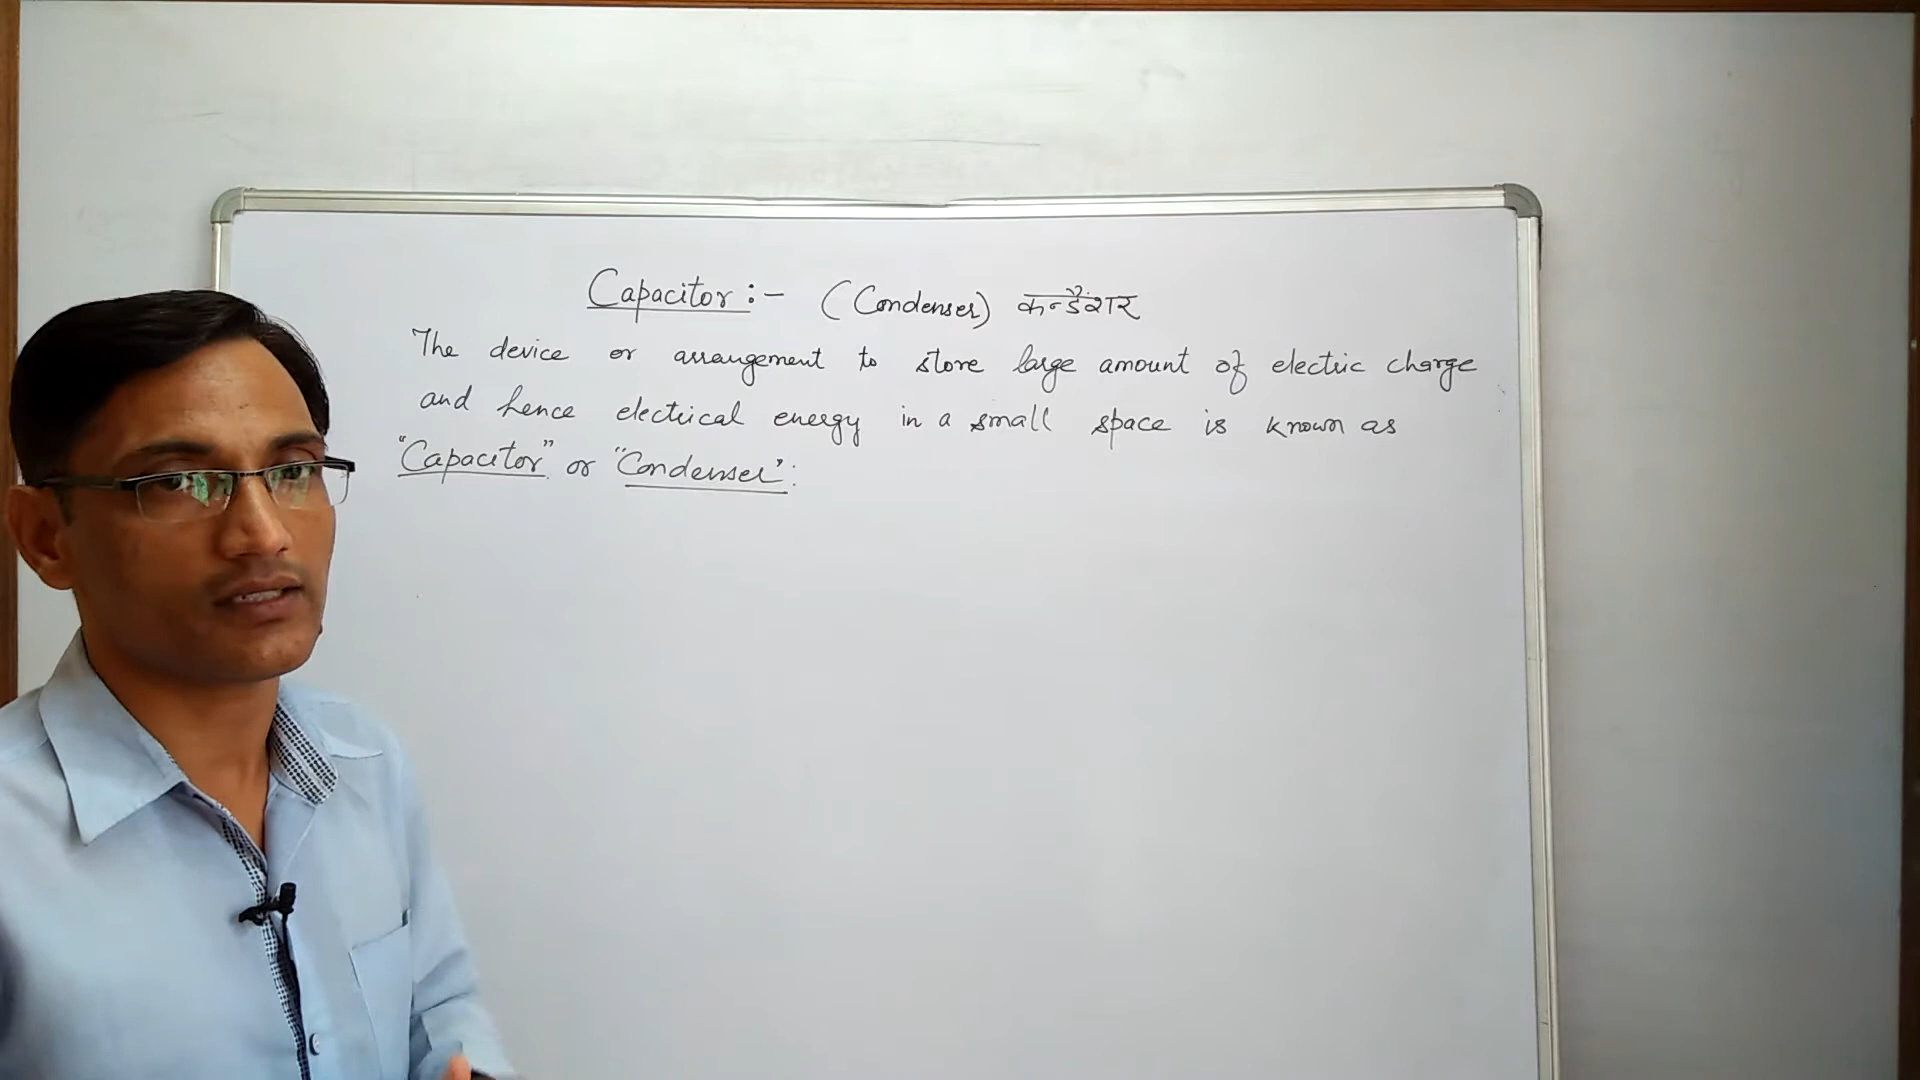 Capacitor :- (Condenser) कन्डेंशर
The device or arrangement to store large amount of electric charge
and hence electrical energy in a small space is known as
"Capacitor" or "Condenser".